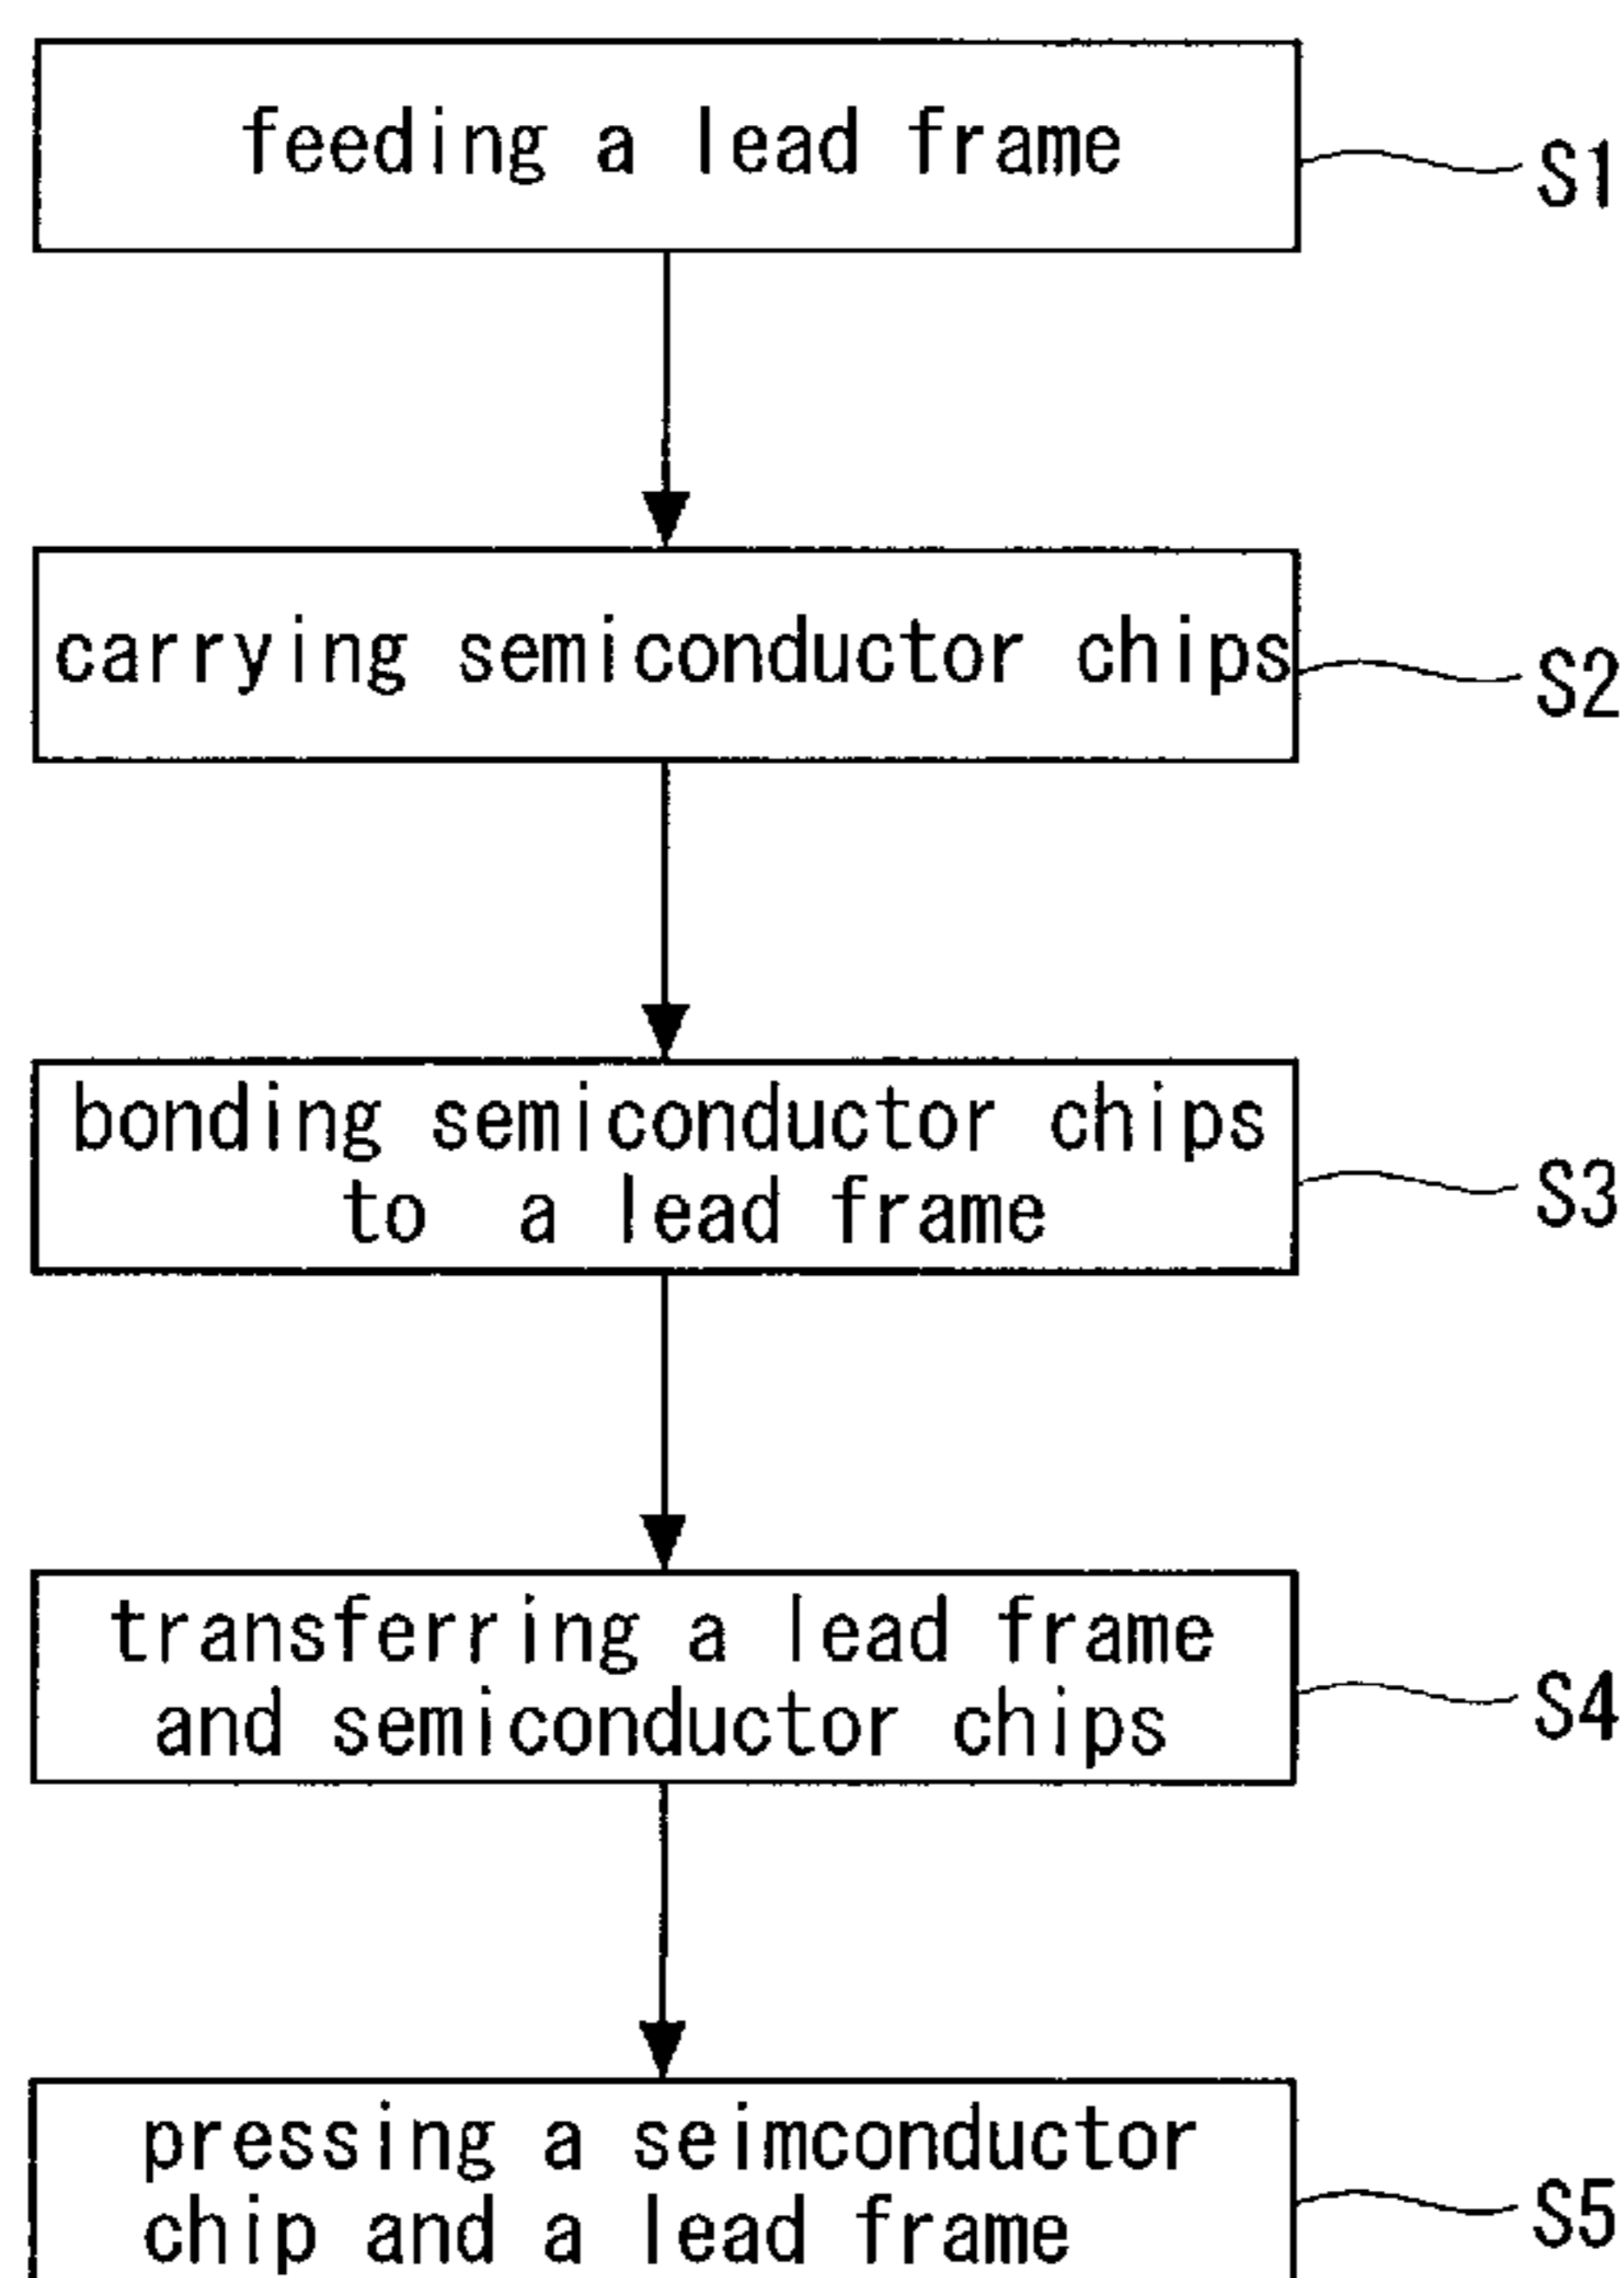 feeding a lead frame
S1
carrying semiconductor chips
S2
bonding semiconductor chips
to a lead frame
S3
transferring a lead frame
and semiconductor chips
S4
pressing a seimconductor
chip and a lead frame
S5